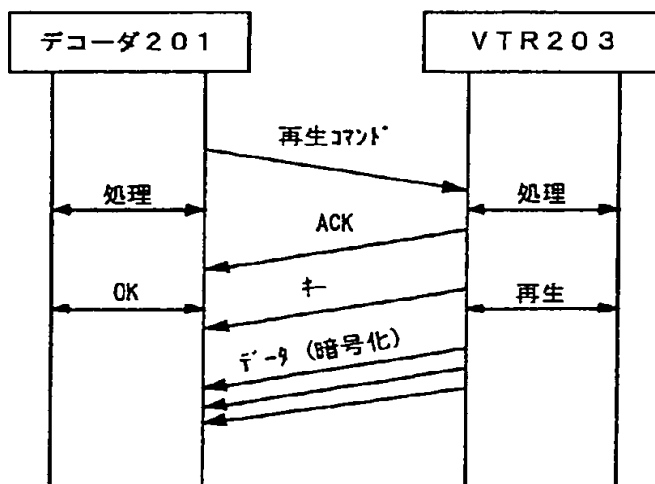 デコーダ201
VTR203
再生コマンド
処理
処理
ACK
OK
キー
再生
データ(暗号化)